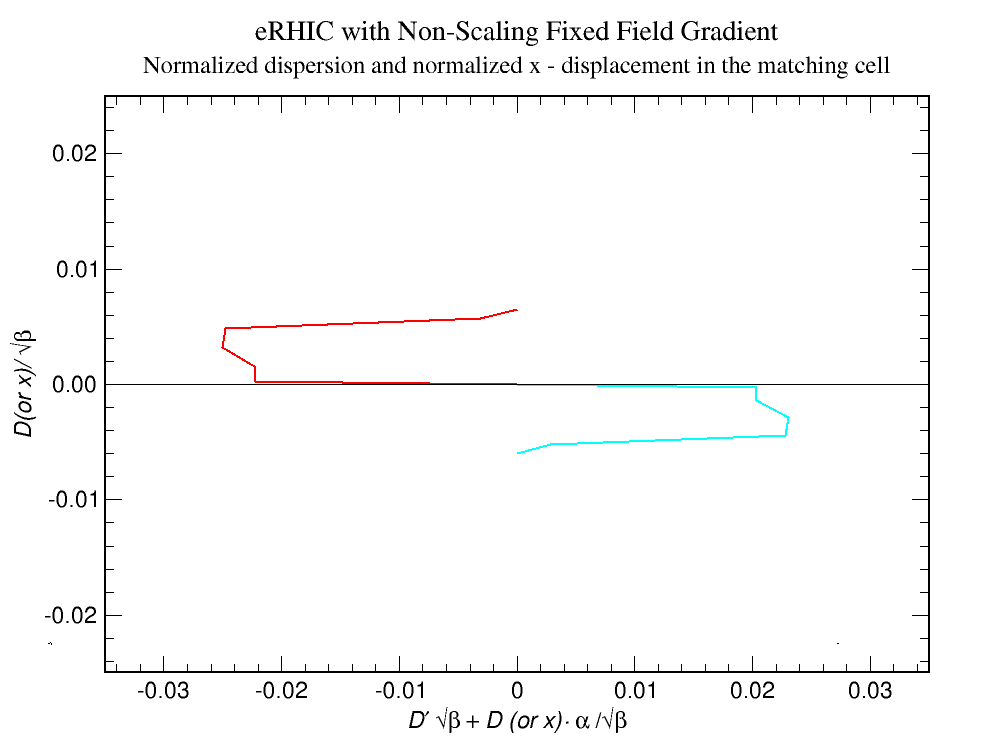 eRHIC with Non-Scaling Fixed Field Gradient
Normalized dispersion and normalized x - displacement in the matching cell
D(or x)/ √β
0.02
0.01
0.00
-0.01
-0.02
-0.03 -0.02 -0.01 0 0.01 0.02 0.03
D′ √β + D (or x)· α /√β